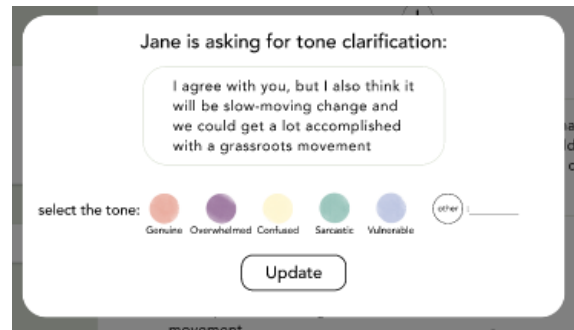 Jane is asking for tone clarification:
I agree with you, but I also think it
will be slow-moving change and
we could get a lot accomplished
with a grassroots movement
select the tone:
Genuine Overwhelmed Confused Sarcastic Vulnerable
other :
Update
movement